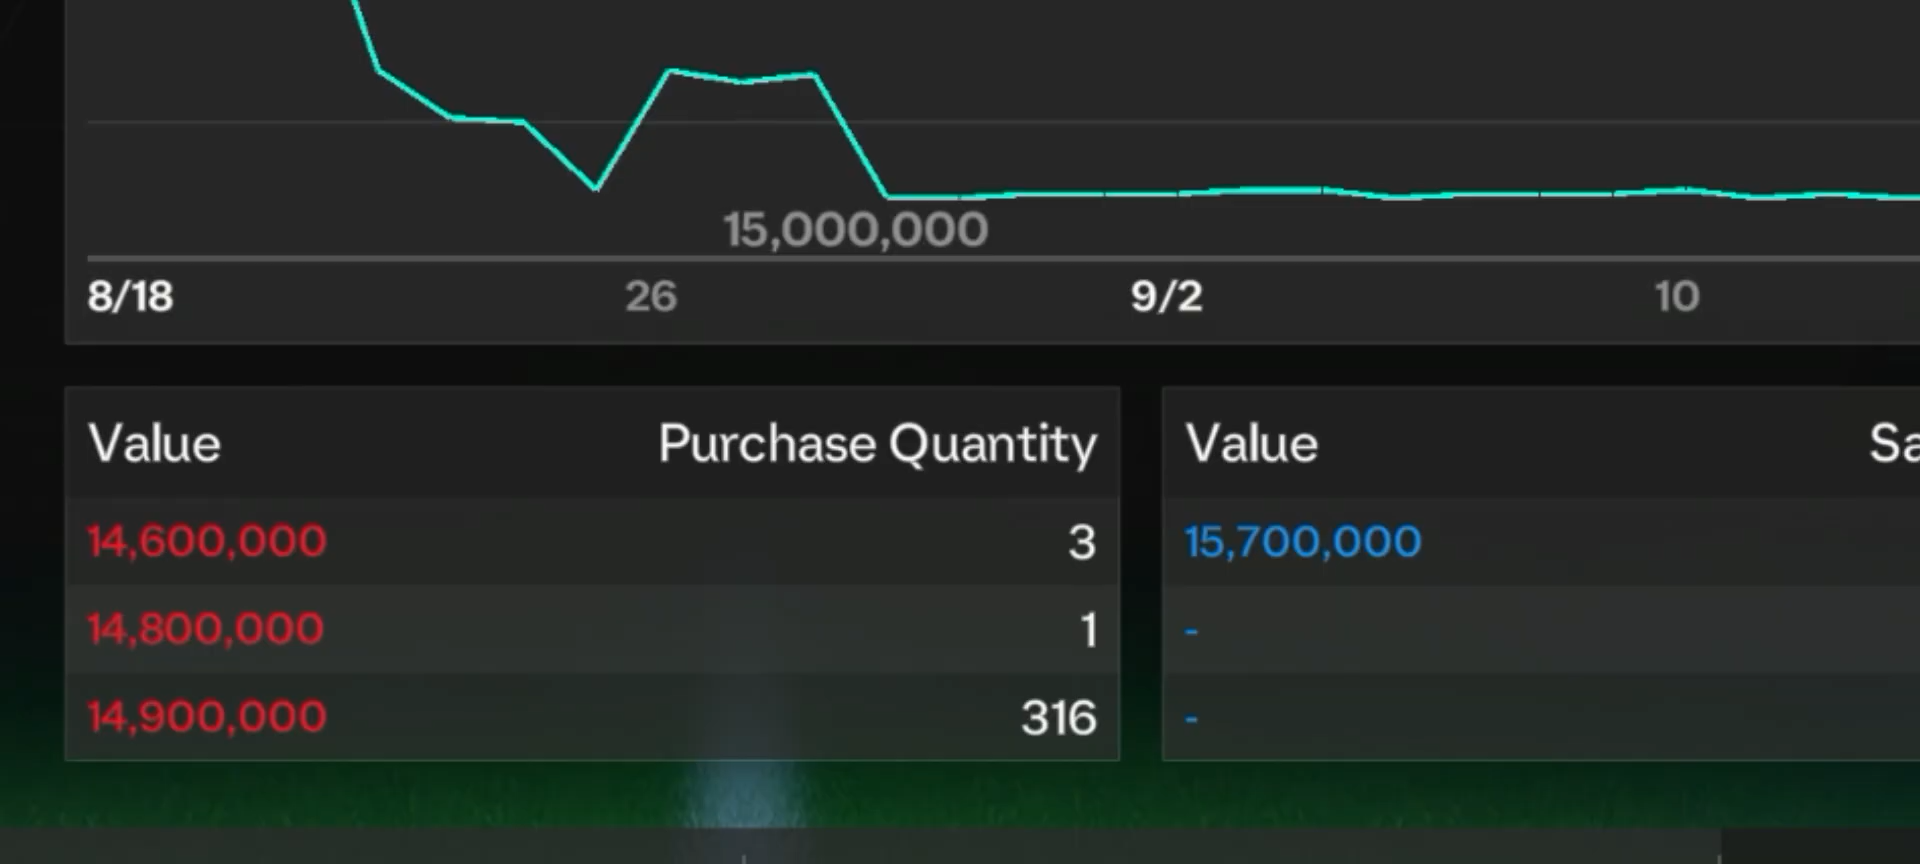 15,000,000
8/18 26 9/2 10
Value Purchase Quantity
14,600,000 3
14,800,000 1
14,900,000 316
Value
15,700,000
-
-